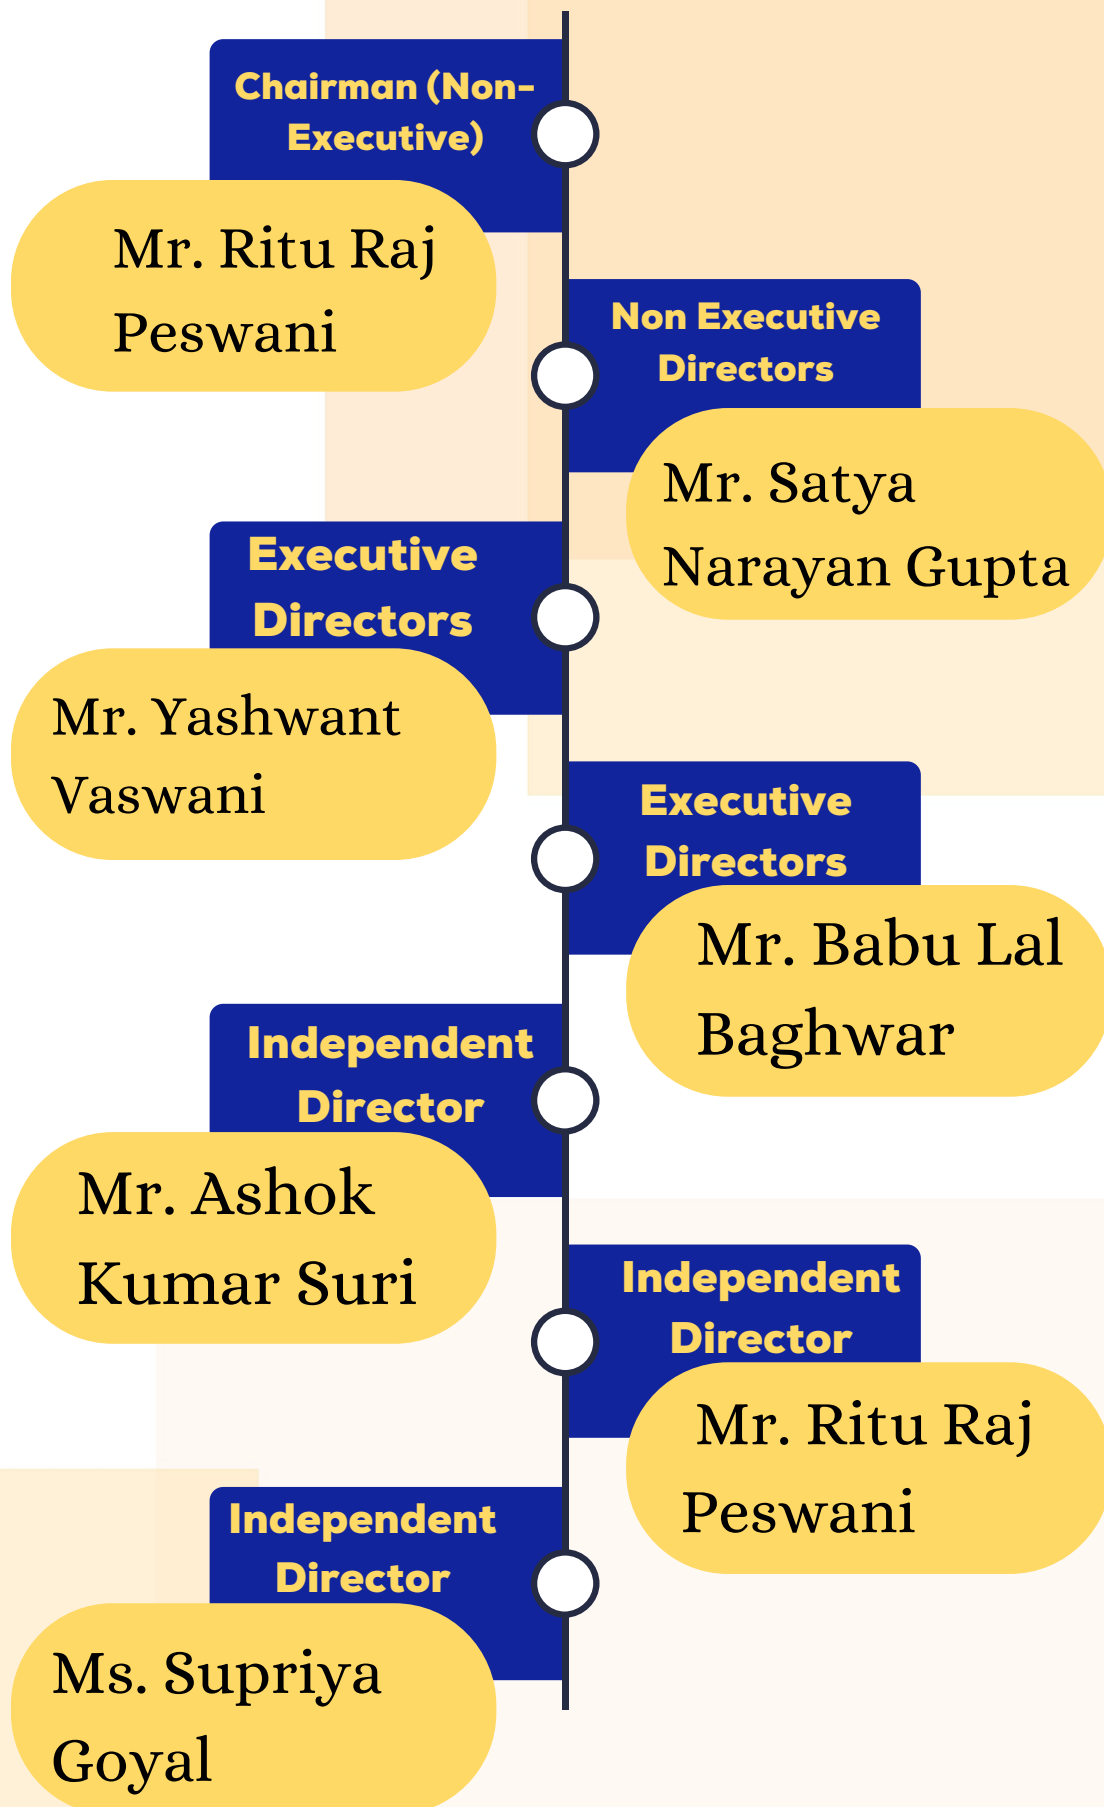 Chairman (Non-
Executive)
Mr. Ritu Raj
Peswani
Non Executive
Directors
Mr. Satya
Narayan Gupta
Executive
Directors
Mr. Yashwant
Vaswani
Executive
Directors
Mr. Babu Lal
Baghwar
Independent
Director
Mr. Ashok
Kumar Suri
Independent
Director
Mr. Ritu Raj
Peswani
Independent
Director
Ms. Supriya
Goyal